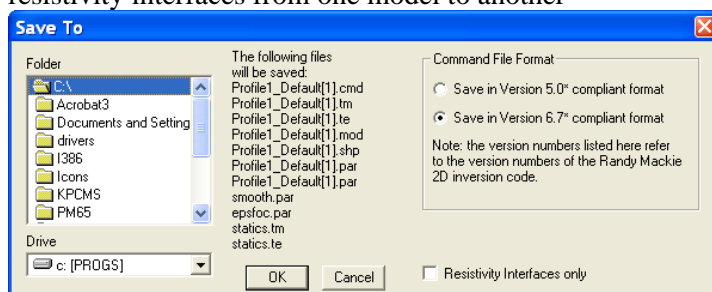 resistivity interfaces from one model to another
Save To
Folder
C:\
Acrobat3
Documents and Setting
drivers
I386
Icons
KPCMS
PM65
Drive
c: [PROGS]
The following files
will be saved:
Profile1_Default[1].cmd
Profile1_Default[1].tm
Profile1_Default[1].te
Profile1_Default[1].mod
Profile1_Default[1].shp
Profile1_Default[1].par
Profile1_Default[1].par
smooth.par
epsfoc.par
statics.tm
statics.te
OK
Cancel
Command File Format
Save in Version 5.0* compliant format
Save in Version 6.7* compliant format
Note: the version numbers listed here refer
to the version numbers of the Randy Mackie
2D inversion code.
Resistivity Interfaces only